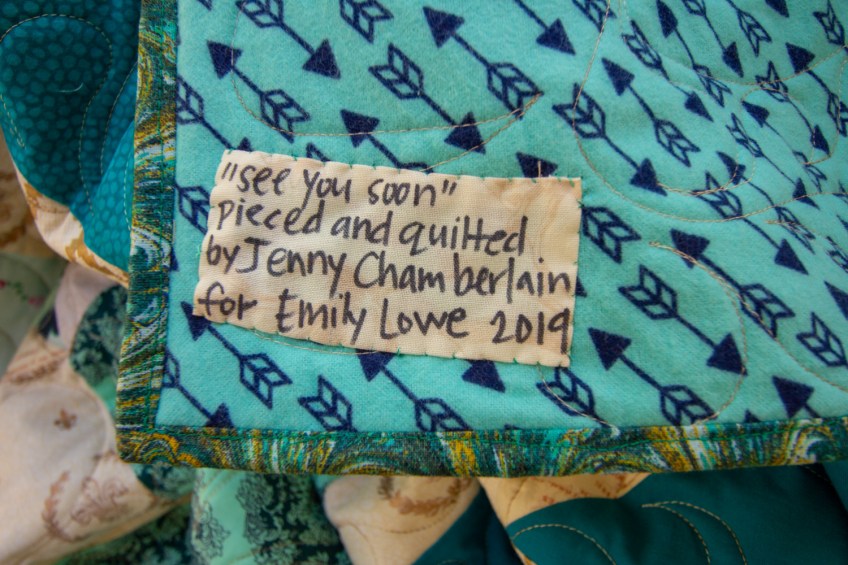 "see you soon"
pieced and quilted
by Jenny Chamberlain
for Emily Lowe 2019